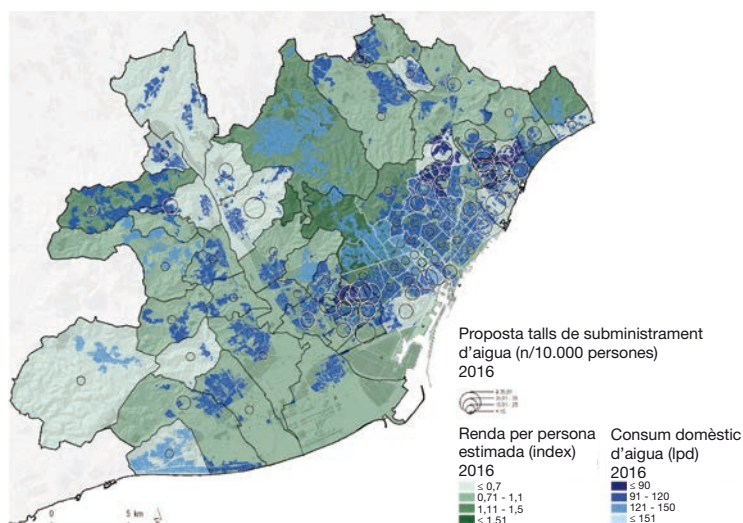 Proposta talls de subministrament
d'aigua (n/10.000 persones)
2016
Renda per persona
estimada (index)
2016
≤ 0,7
0,71 - 1,1
1,11 - 1,5
≤ 1,51
Consum domèstic
d'aigua (lpd)
2016
≤ 90
91 - 120
121 - 150
≤ 151
0 5 km